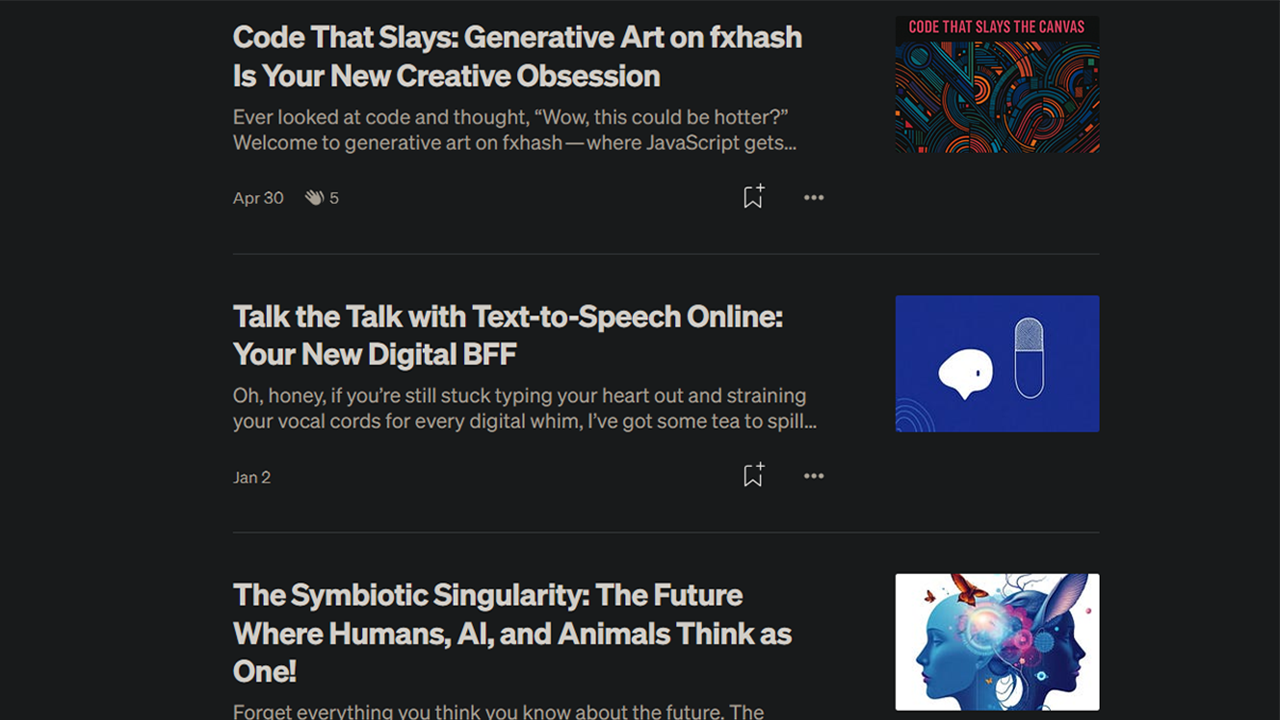 Code That Slays: Generative Art on fxhash
Is Your New Creative Obsession
Ever looked at code and thought, “Wow, this could be hotter?”
Welcome to generative art on fxhash — where JavaScript gets...
Apr 30 5
CODE THAT SLAYS THE CANVAS
Talk the Talk with Text-to-Speech Online:
Your New Digital BFF
Oh, honey, if you’re still stuck typing your heart out and straining
your vocal cords for every digital whim, I’ve got some tea to spill...
Jan 2
The Symbiotic Singularity: The Future
Where Humans, AI, and Animals Think as
One!
Forget everything you think you know about the future. The